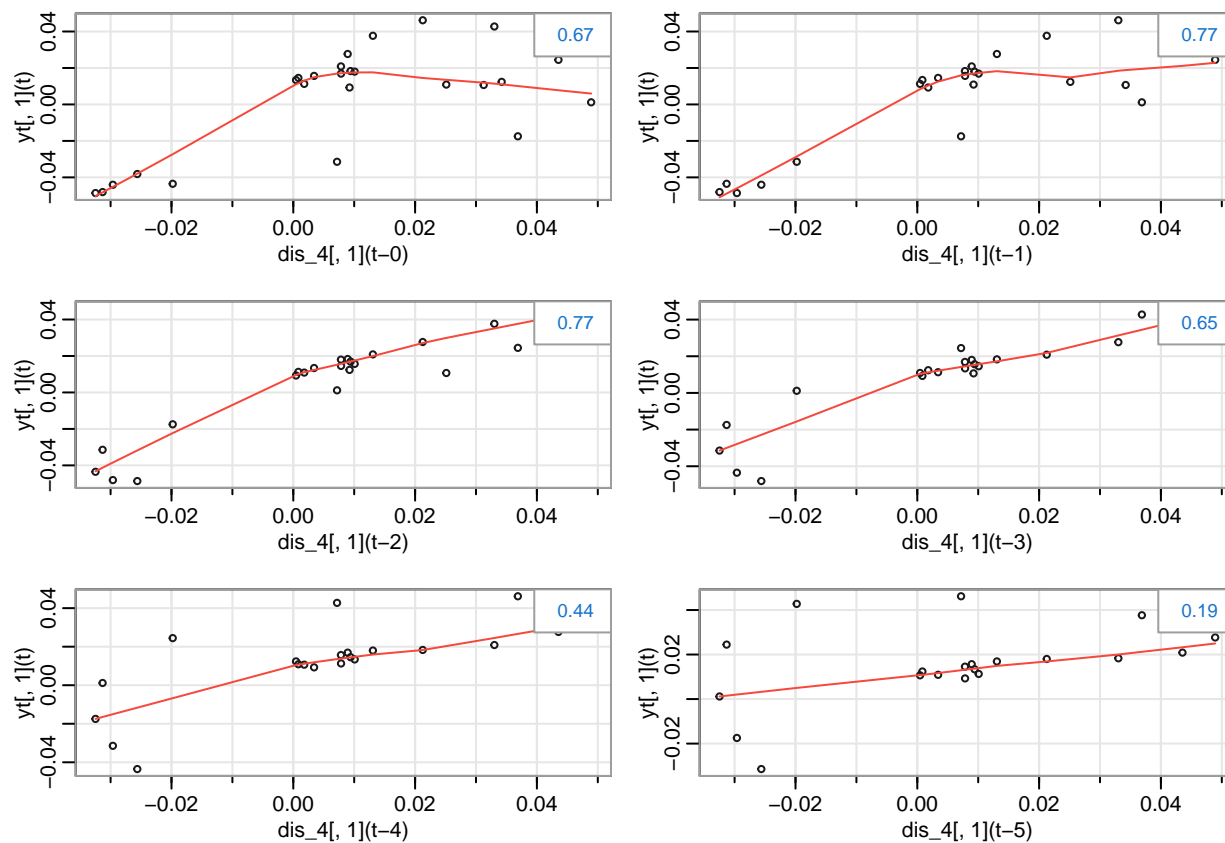 0.67
yt[, 1](t)
−0.04 0.00 0.04
−0.02 0.00 0.02 0.04
dis_4[, 1](t−0)
0.77
yt[, 1](t)
−0.04 0.00 0.04
−0.02 0.00 0.02 0.04
dis_4[, 1](t−1)
0.77
yt[, 1](t)
−0.04 0.00 0.04
−0.02 0.00 0.02 0.04
dis_4[, 1](t−2)
0.65
yt[, 1](t)
−0.04 0.00 0.04
−0.02 0.00 0.02 0.04
dis_4[, 1](t−3)
0.44
yt[, 1](t)
−0.04 0.00 0.04
−0.02 0.00 0.02 0.04
dis_4[, 1](t−4)
0.19
yt[, 1](t)
−0.02 0.02
−0.02 0.00 0.02 0.04
dis_4[, 1](t−5)